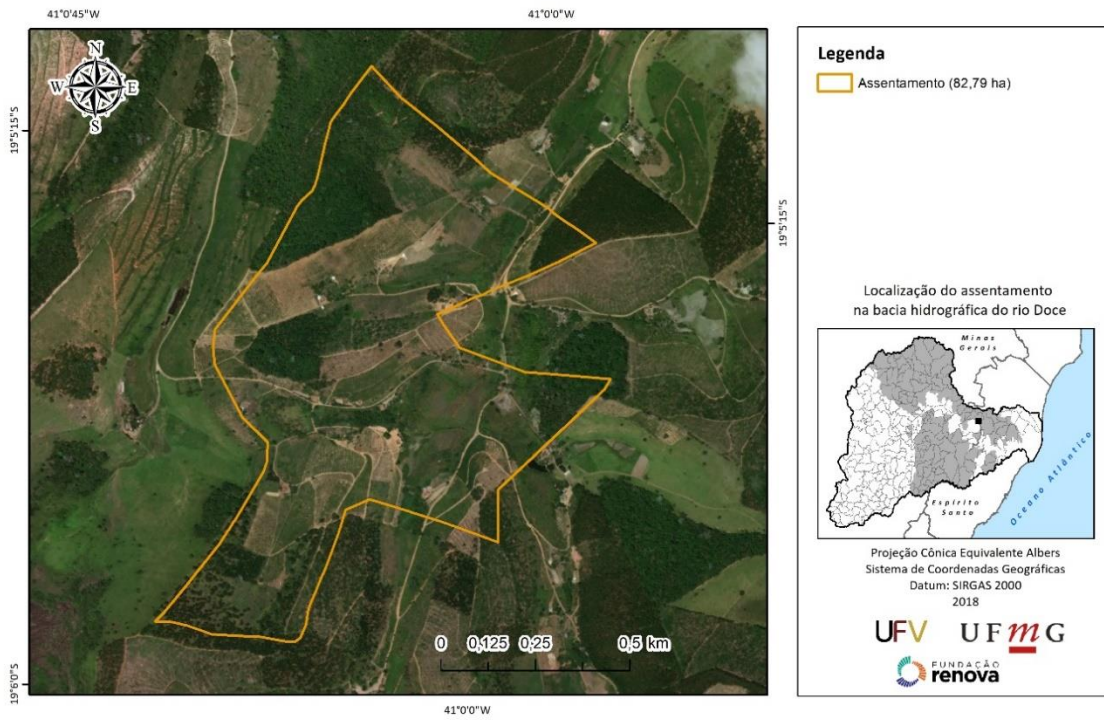 41°0'45"W
41°0'0"W
N
W E
S
19°5'15"S
19°5'15"S
19°6'0"S
41°0'0"W
0 0,125 0,25 0,5 km
Legenda
Assentamento (82,79 ha)
Localização do assentamento
na bacia hidrográfica do rio Doce
Minas
Gerais
Espírito
Santo
Oceano Atlântico
Projeção Cônica Equivalente Albers
Sistema de Coordenadas Geográficas
Datum: SIRGAS 2000
2018
UFV UFmG
FUNDAÇÃO
renova